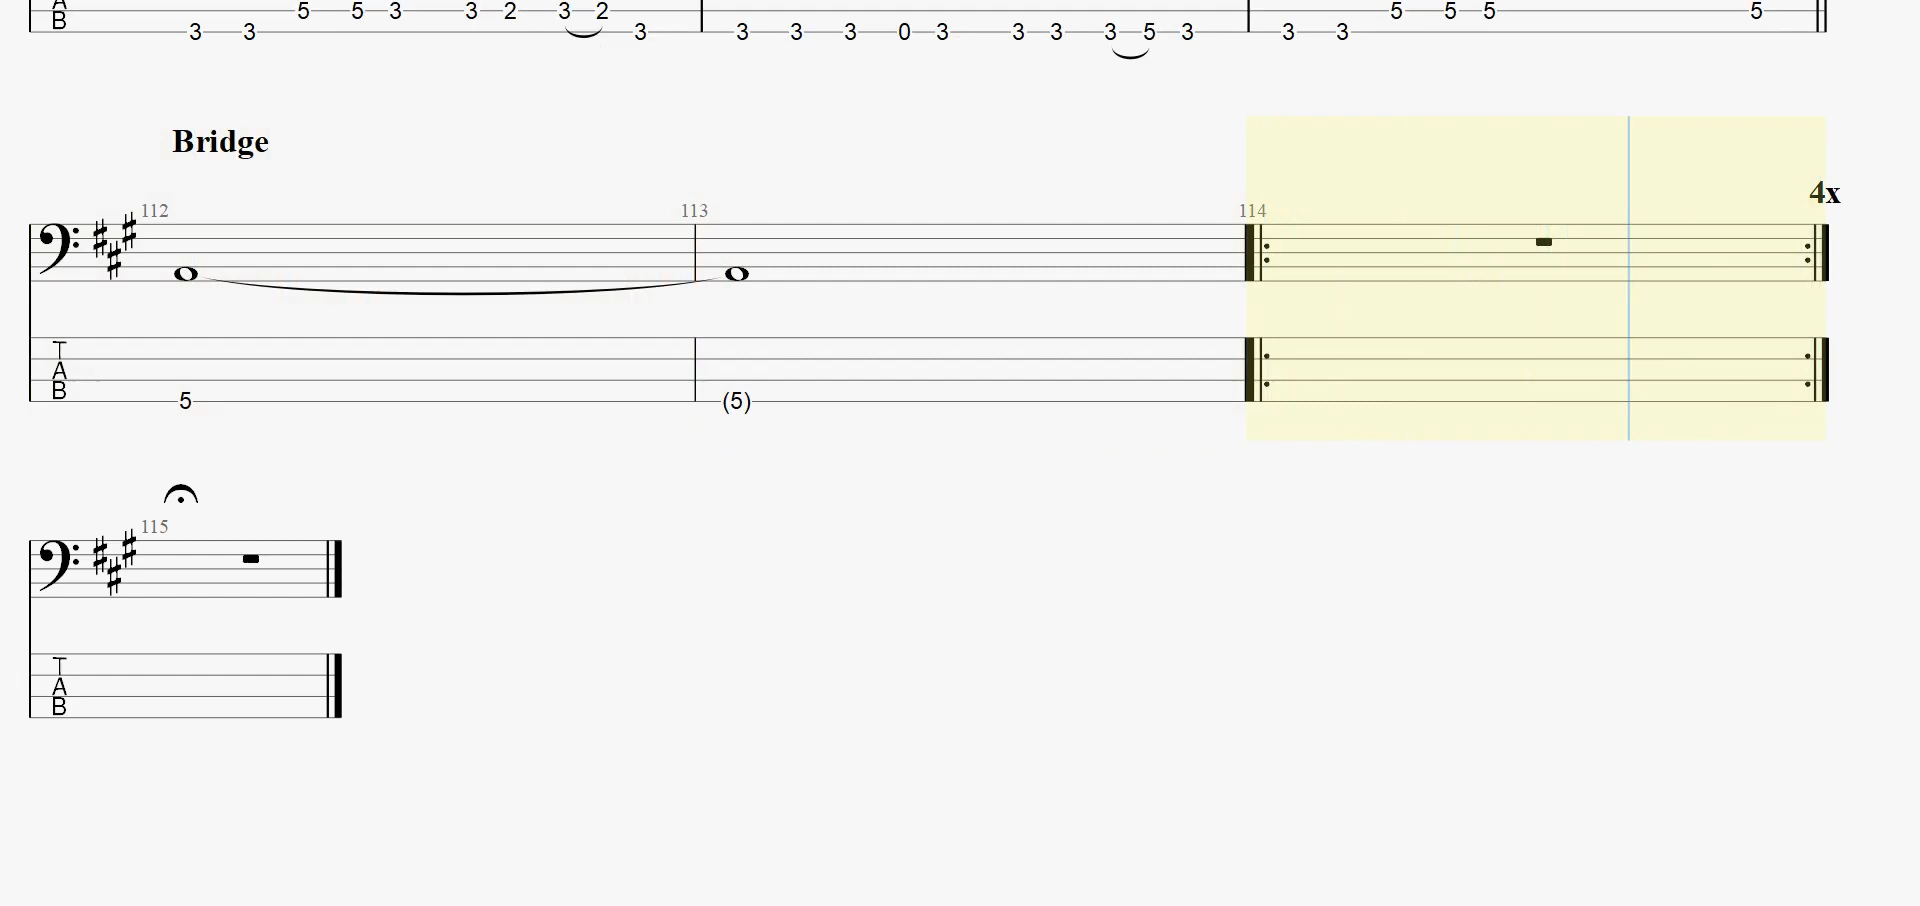 5 5 3 3 2 3 2 5 5 5 5
A
B 3 3 3 3 3 3 0 3 3 3 3 5 3 3 3
Bridge
4x
112 113 114
T
A
B 5 (5)
115
T
A
B